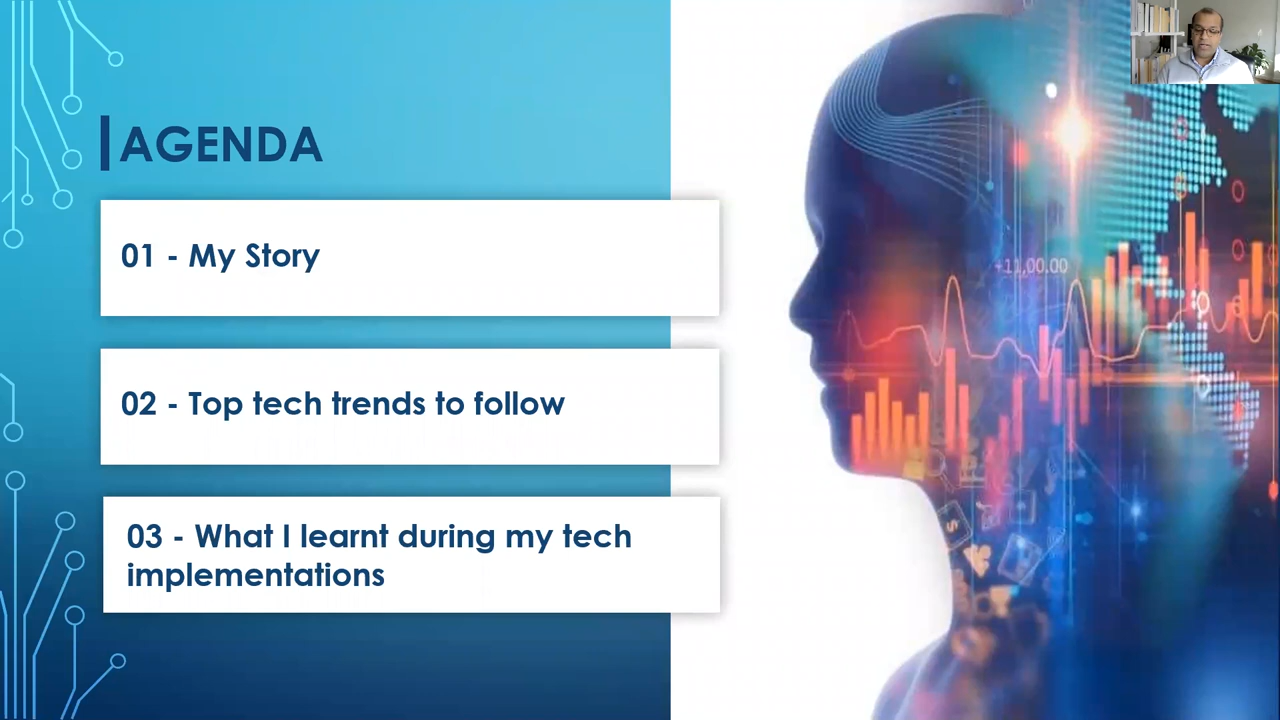 AGENDA
01 - My Story
02 - Top tech trends to follow
03 - What I learnt during my tech
implementations
+11,00.00